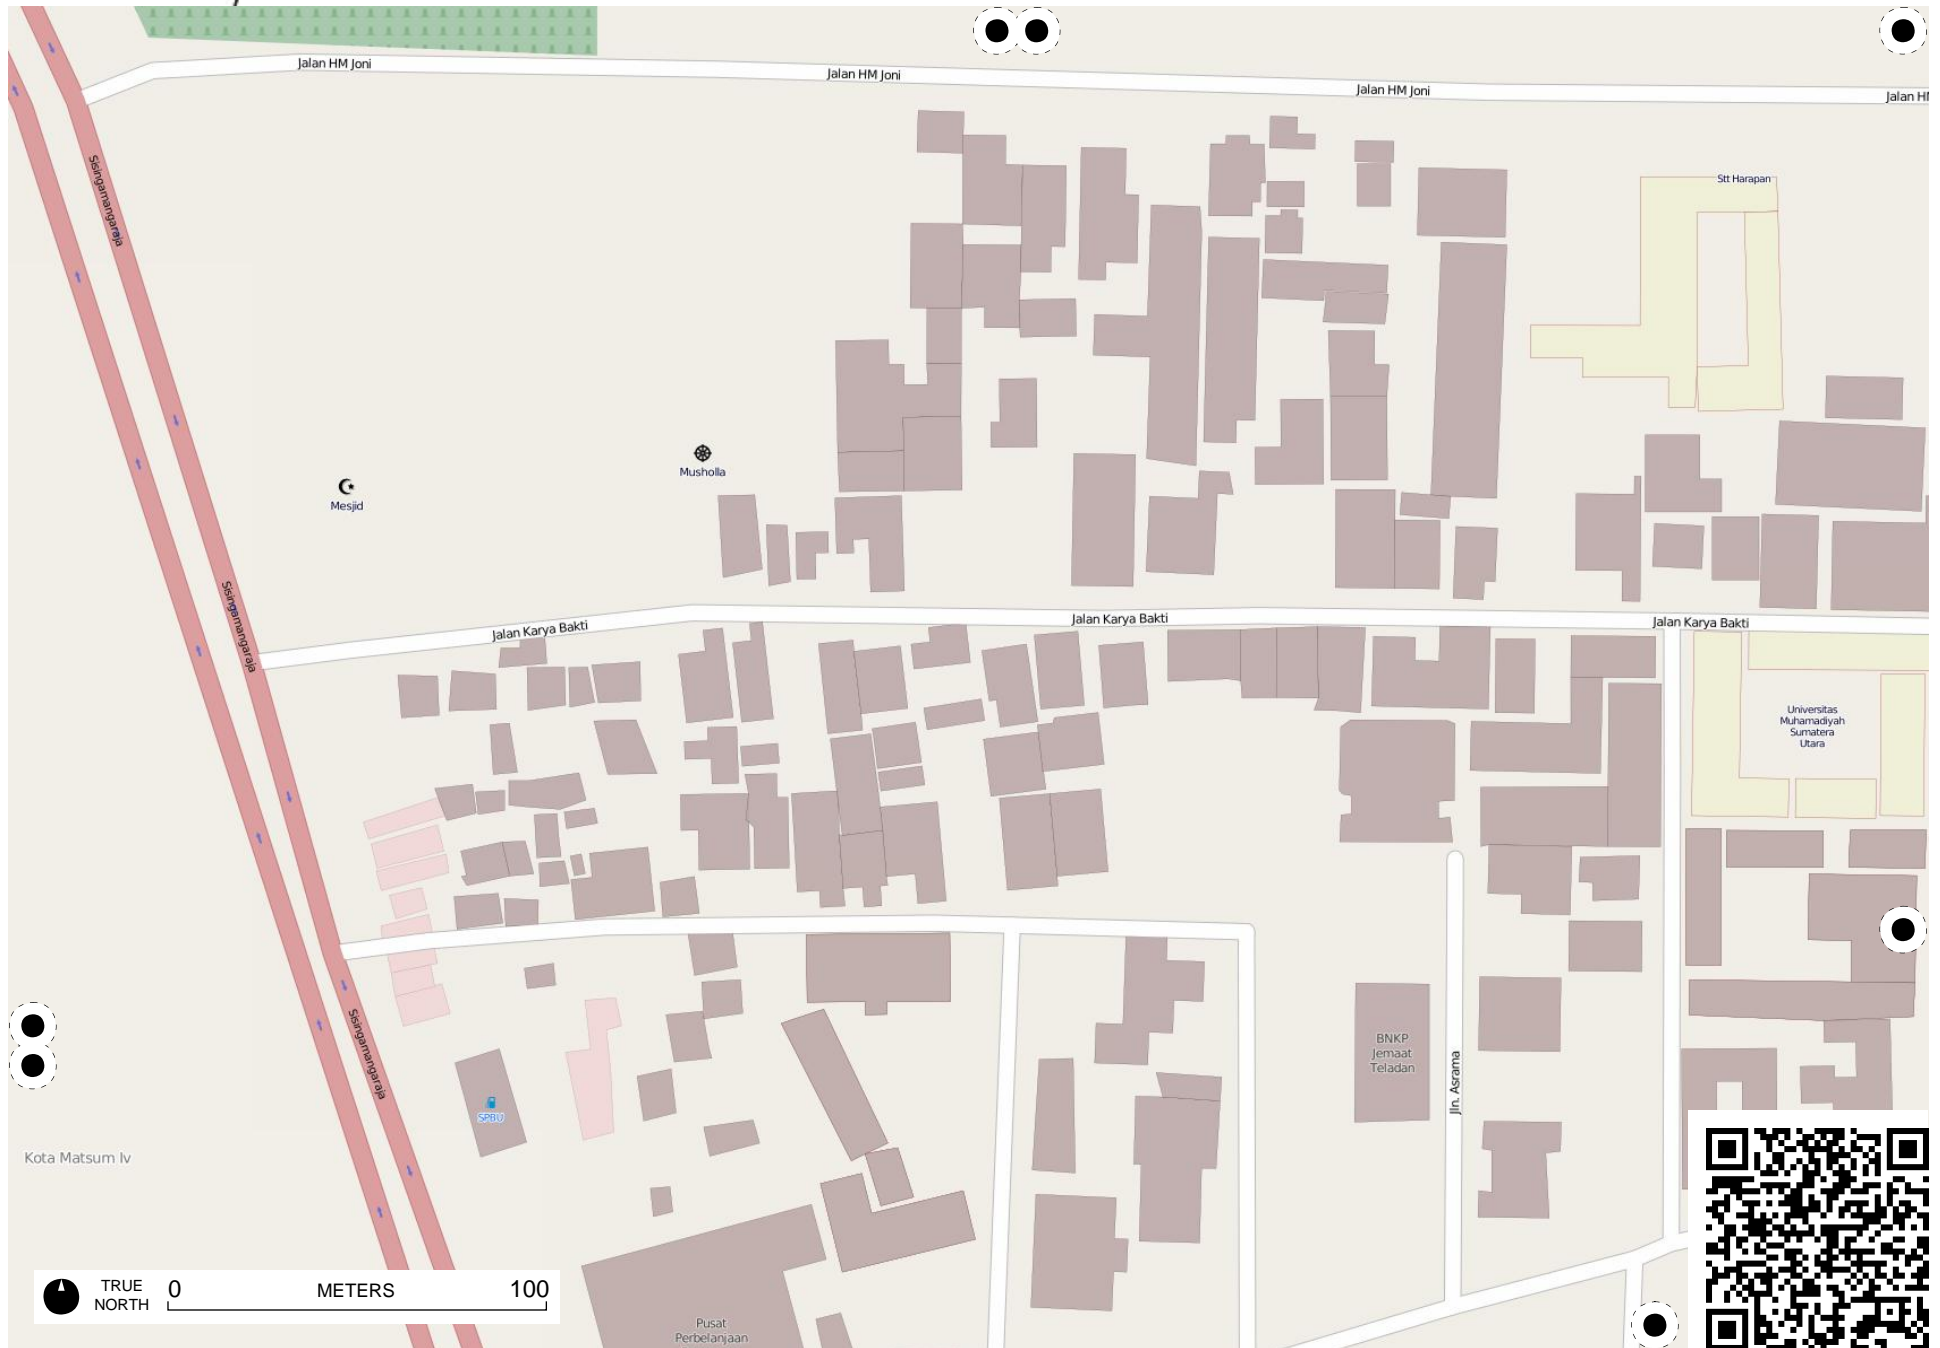 Jalan HM Joni
Jalan HM Joni
Jalan HM Joni
Jalan H
Sisingamangaraja
Stt Harapan
Musholla
Mesjid
Sisingamangaraja
Jalan Karya Bakti
Jalan Karya Bakti
Jalan Karya Bakti
Universitas
Muhamadiyah
Sumatera
Utara
Sisingamangaraja
BNKP
Jemaat
Teladan
Jln. Asrama
SPBU
Kota Matsum Iv
TRUE
NORTH
0 METERS 100
Pusat
Perbelanjaan